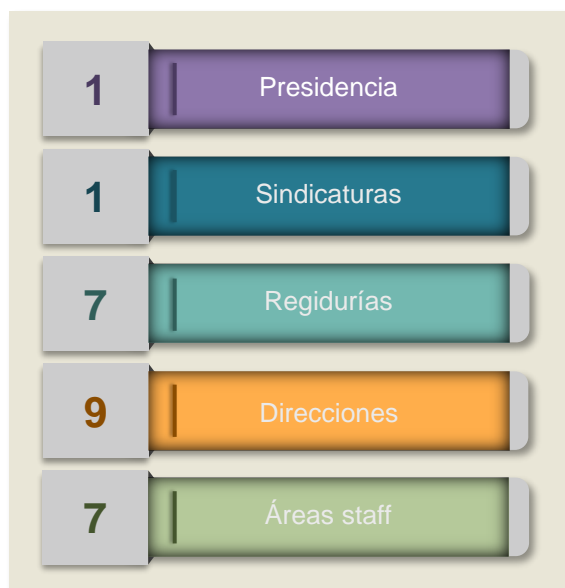 1 Presidencia
1 Sindicaturas
7 Regidurías
9 Direcciones
7 Áreas staff